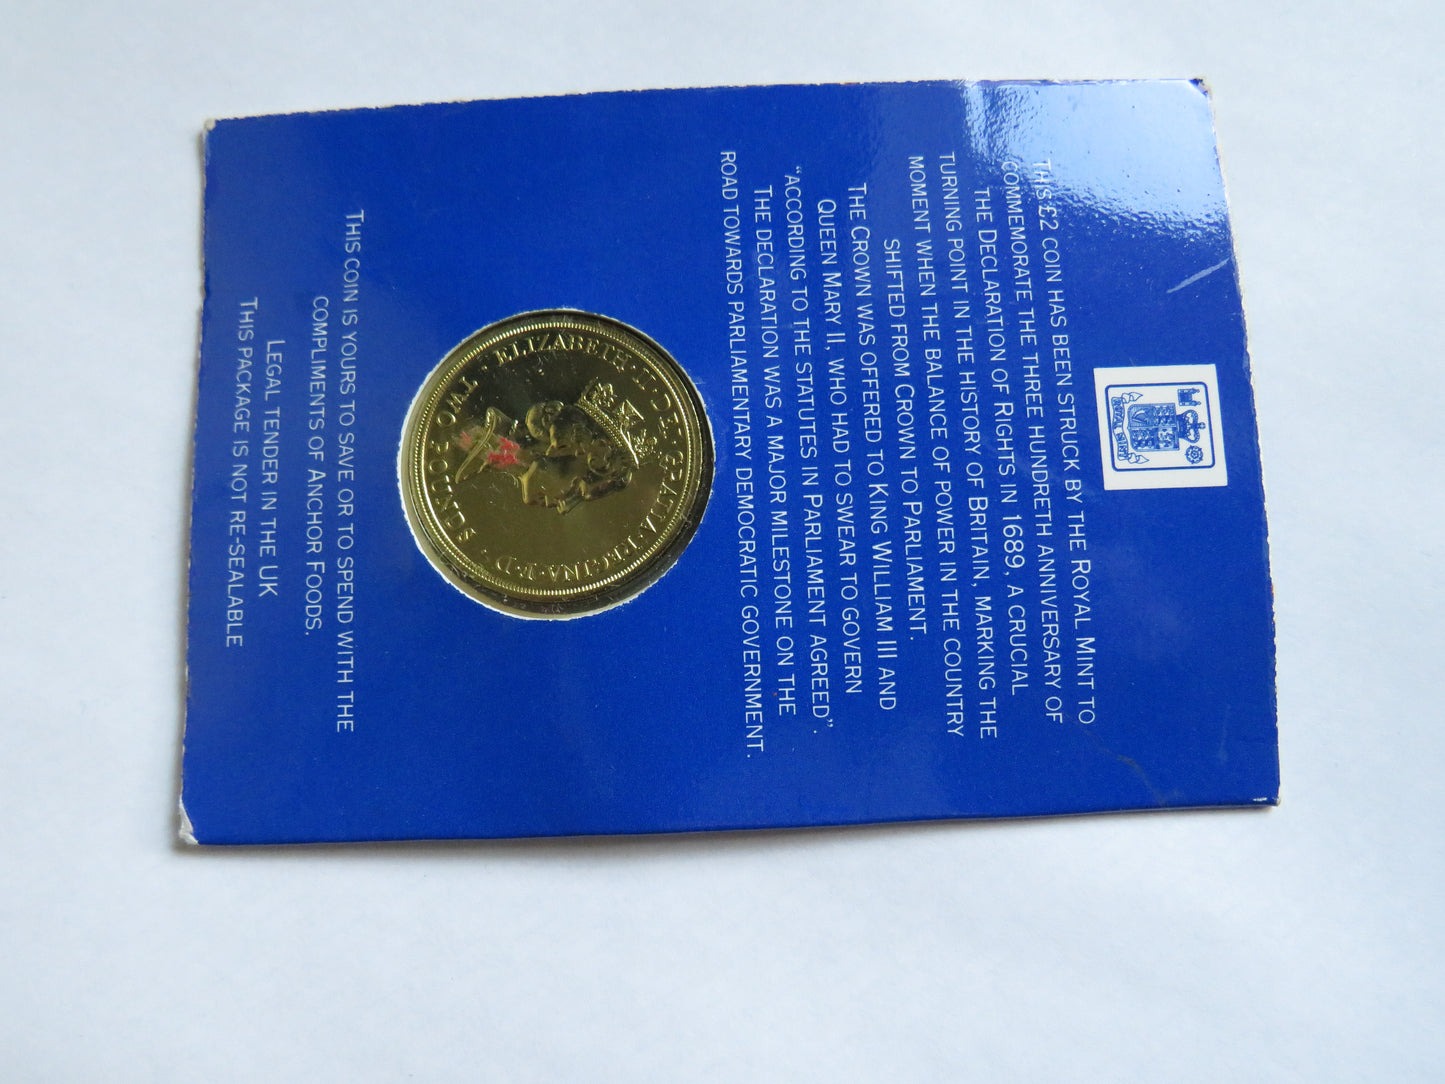 ROYAL MINT
THIS £2 COIN HAS BEEN STRUCK BY THE ROYAL MINT TO
COMMEMORATE THE THREE HUNDRETH ANNIVERSARY OF
THE DECLARATION OF RIGHTS IN 1689, A CRUCIAL
TURNING POINT IN THE HISTORY OF BRITAIN, MARKING THE
MOMENT WHEN THE BALANCE OF POWER IN THE COUNTRY
SHIFTED FROM CROWN TO PARLIAMENT.
THE CROWN WAS OFFERED TO KING WILLIAM III AND
QUEEN MARY II, WHO HAD TO SWEAR TO GOVERN
"ACCORDING TO THE STATUTES IN PARLIAMENT AGREED".
THE DECLARATION WAS A MAJOR MILESTONE ON THE
ROAD TOWARDS PARLIAMENTARY DEMOCRATIC GOVERNMENT.
ELIZABETH·II·DEI·GRATIA·REGINA·F·D·
TWO POUNDS
THIS COIN IS YOURS TO SAVE OR TO SPEND WITH THE
COMPLIMENTS OF ANCHOR FOODS.
LEGAL TENDER IN THE UK
THIS PACKAGE IS NOT RE-SEALABLE